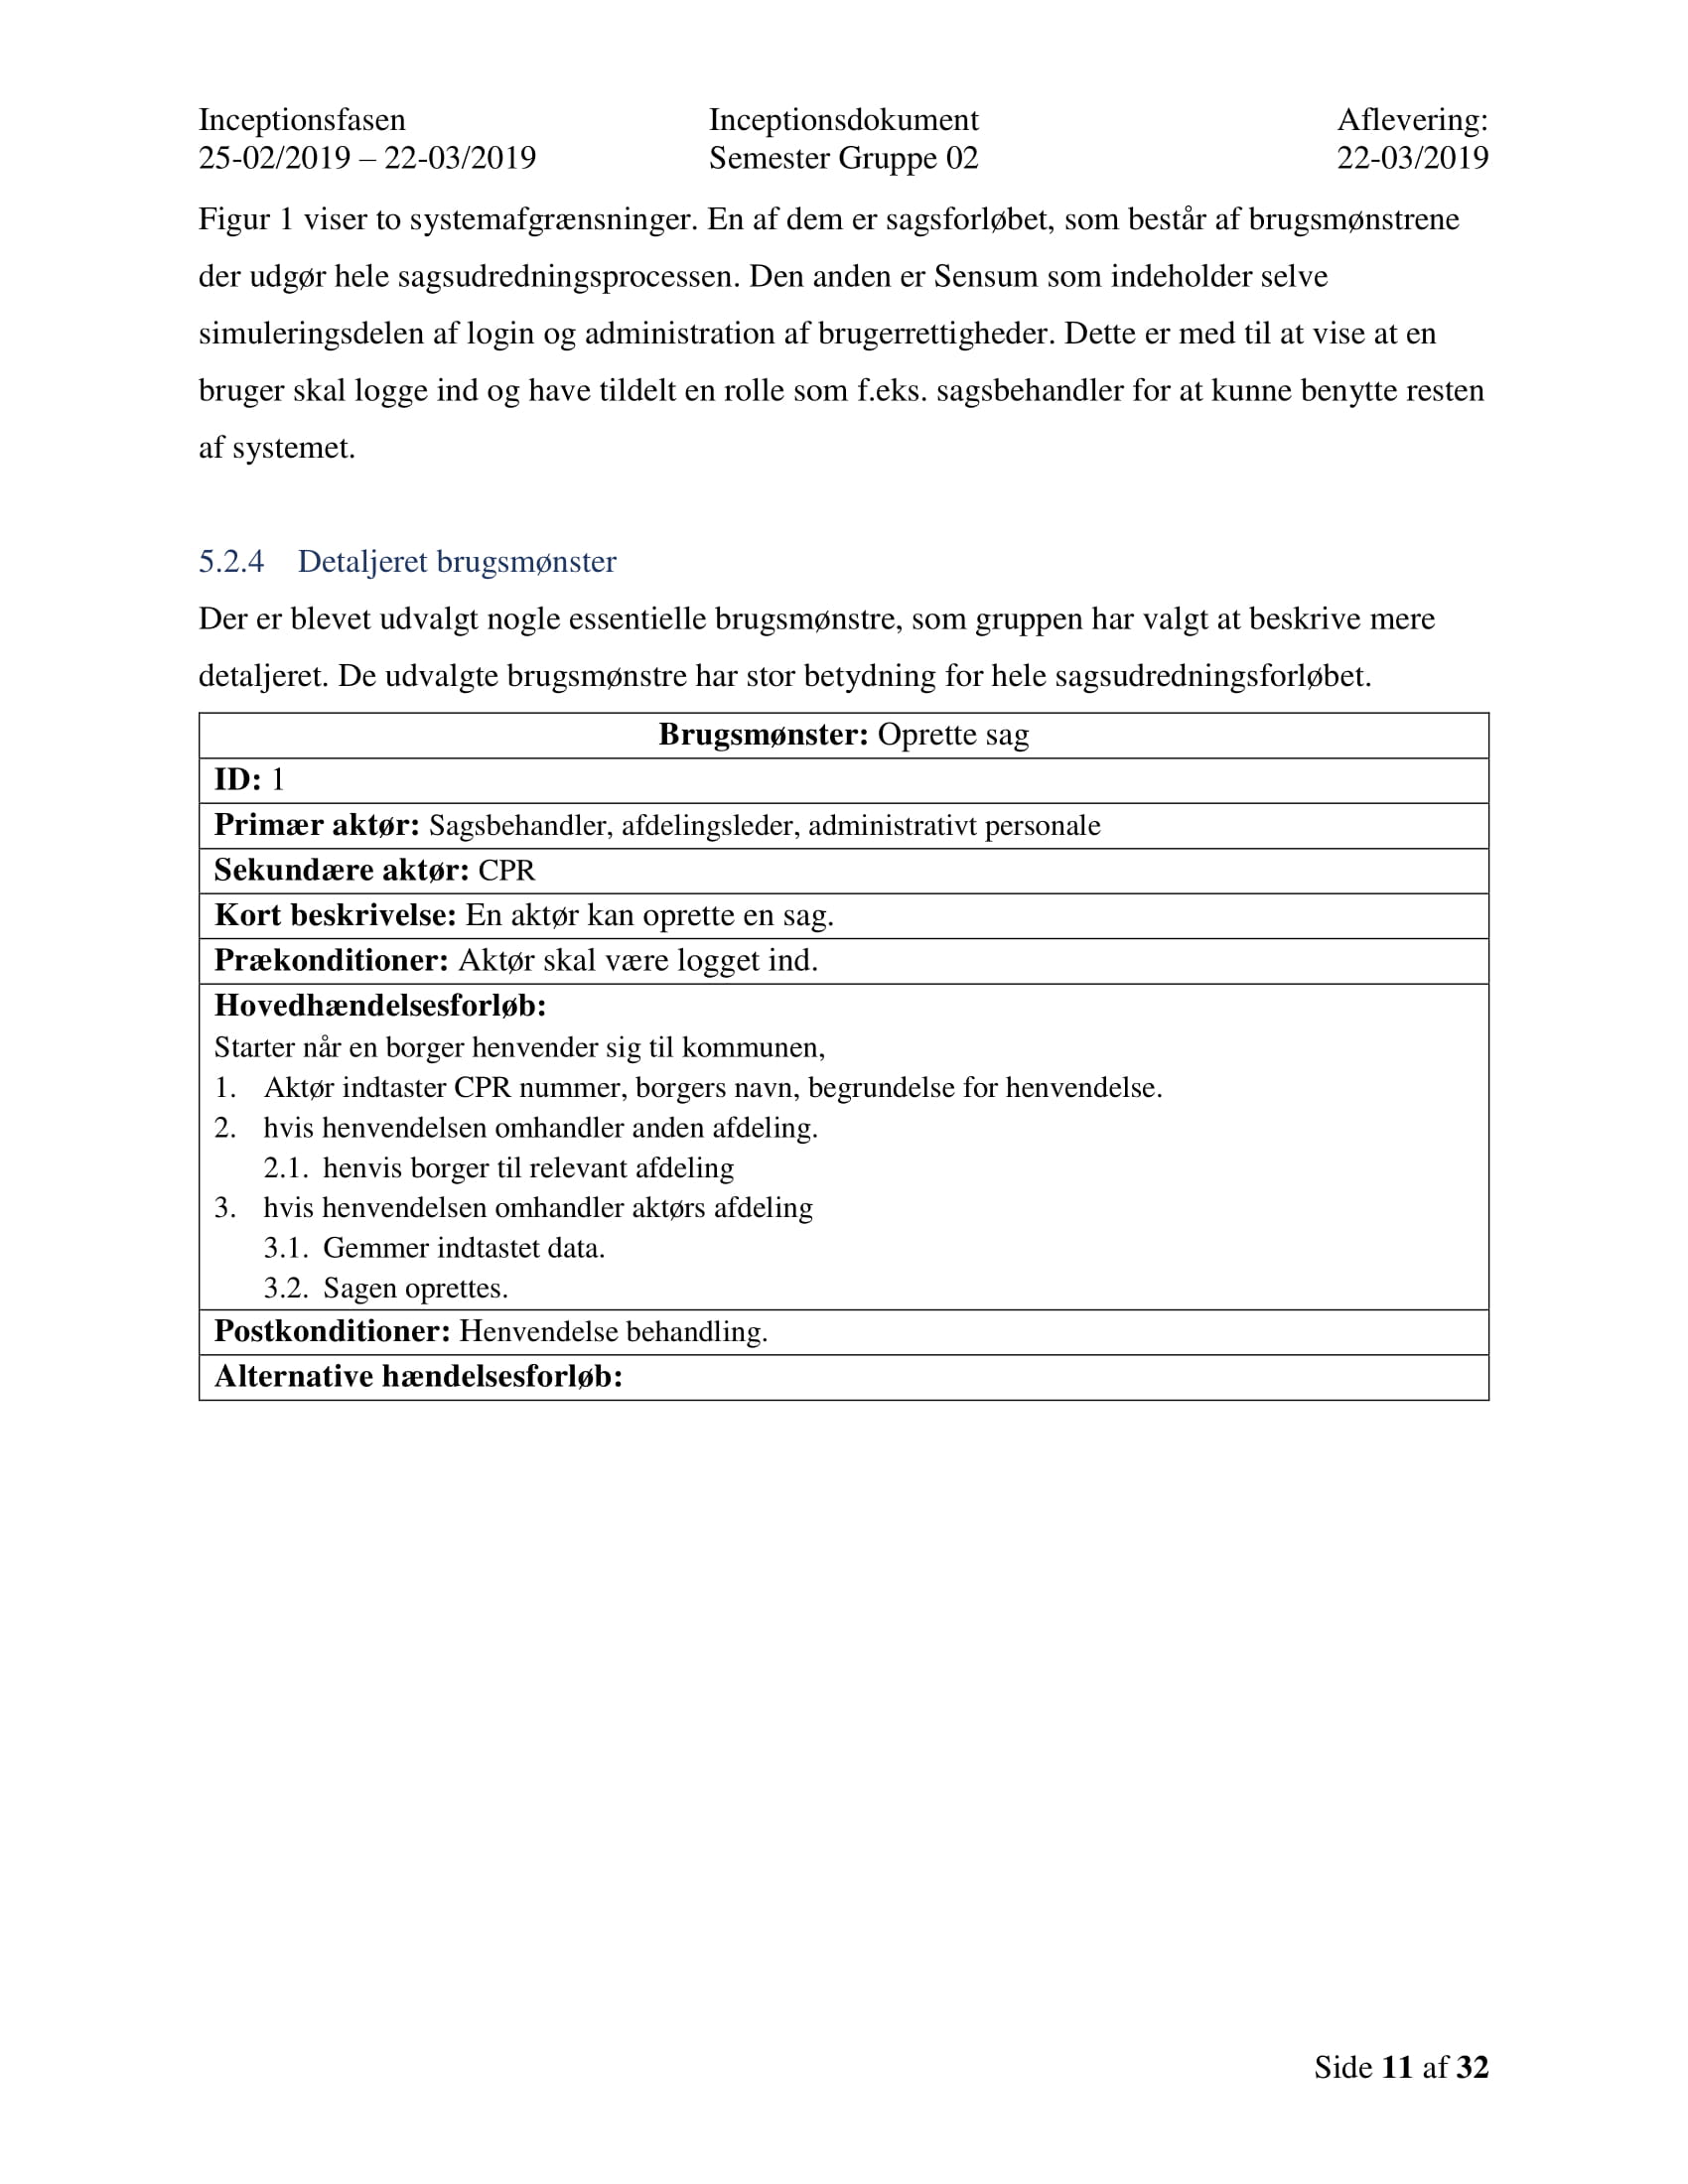 Inceptionsfasen Inceptionsdokument Aflevering:
25-02/2019 – 22-03/2019 Semester Gruppe 02 22-03/2019
Figur 1 viser to systemafgrænsninger. En af dem er sagsforløbet, som består af brugsmønstrene
der udgør hele sagsudredningsprocessen. Den anden er Sensum som indeholder selve
simuleringsdelen af login og administration af brugerrettigheder. Dette er med til at vise at en
bruger skal logge ind og have tildelt en rolle som f.eks. sagsbehandler for at kunne benytte resten
af systemet.
5.2.4 Detaljeret brugsmønster
Der er blevet udvalgt nogle essentielle brugsmønstre, som gruppen har valgt at beskrive mere
detaljeret. De udvalgte brugsmønstre har stor betydning for hele sagsudredningsforløbet.
Brugsmønster: Oprette sag
ID: 1
Primær aktør: Sagsbehandler, afdelingsleder, administrativt personale
Sekundære aktør: CPR
Kort beskrivelse: En aktør kan oprette en sag.
Prækonditioner: Aktør skal være logget ind.
Hovedhændelsesforløb:
Starter når en borger henvender sig til kommunen,
1. Aktør indtaster CPR nummer, borgers navn, begrundelse for henvendelse.
2. hvis henvendelsen omhandler anden afdeling.
2.1. henvis borger til relevant afdeling
3. hvis henvendelsen omhandler aktørs afdeling
3.1. Gemmer indtastet data.
3.2. Sagen oprettes.
Postkonditioner: Henvendelse behandling.
Alternative hændelsesforløb:
Side 11 af 32